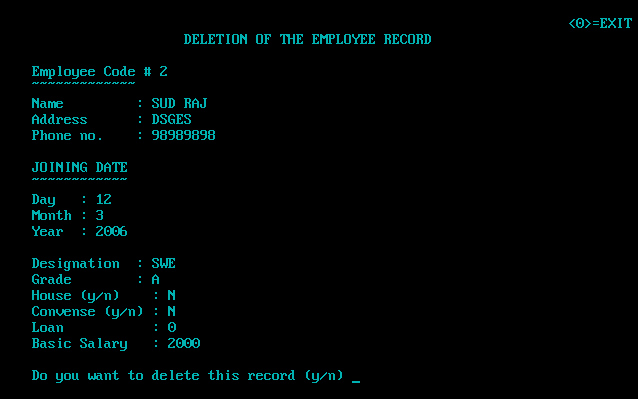 <0>=EXIT
DELETION OF THE EMPLOYEE RECORD
Employee Code # 2
~~~~~~~~~~~~~
Name         : SUD RAJ
Address      : DSGES
Phone no.    : 98989898
JOINING DATE
~~~~~~~~~~~~
Day   : 12
Month : 3
Year  : 2006
Designation  : SWE
Grade        : A
House (y/n)    : N
Convense (y/n) : N
Loan           : 0
Basic Salary   : 2000
Do you want to delete this record (y/n) _